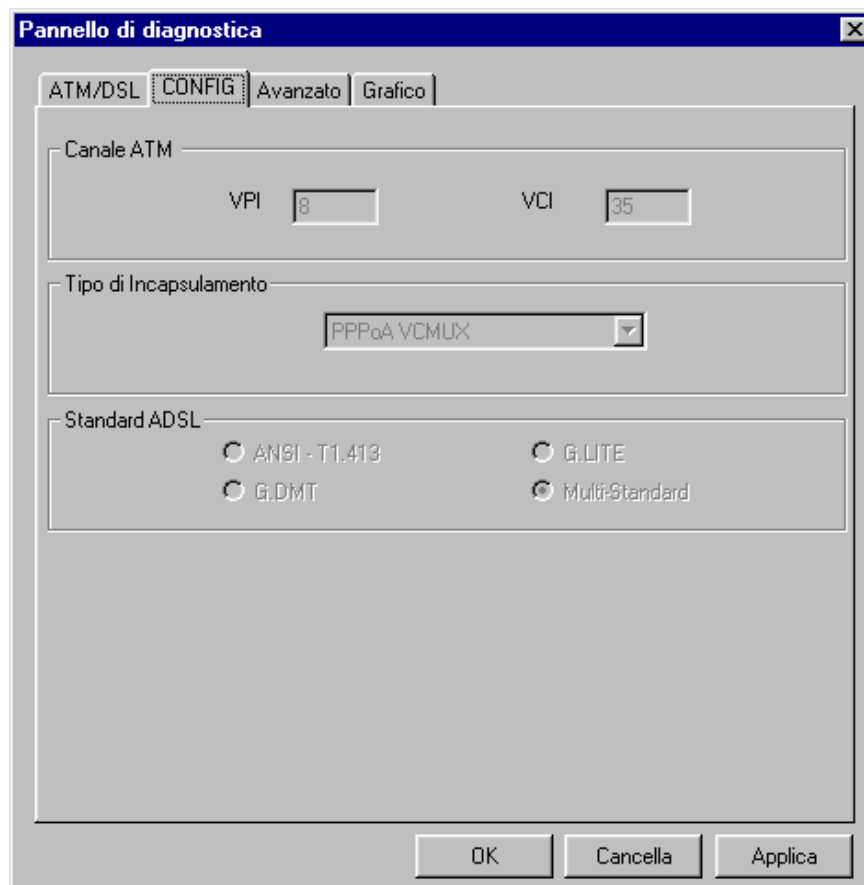 Pannello di diagnostica
ATM/DSL CONFIG Avanzato Grafico
Canale ATM
VPI 8 VCI 35
Tipo di Incapsulamento
PPPoA VCMUX
Standard ADSL
ANSI - T1.413 G.LITE
G.DMT Multi-Standard
OK Cancella Applica